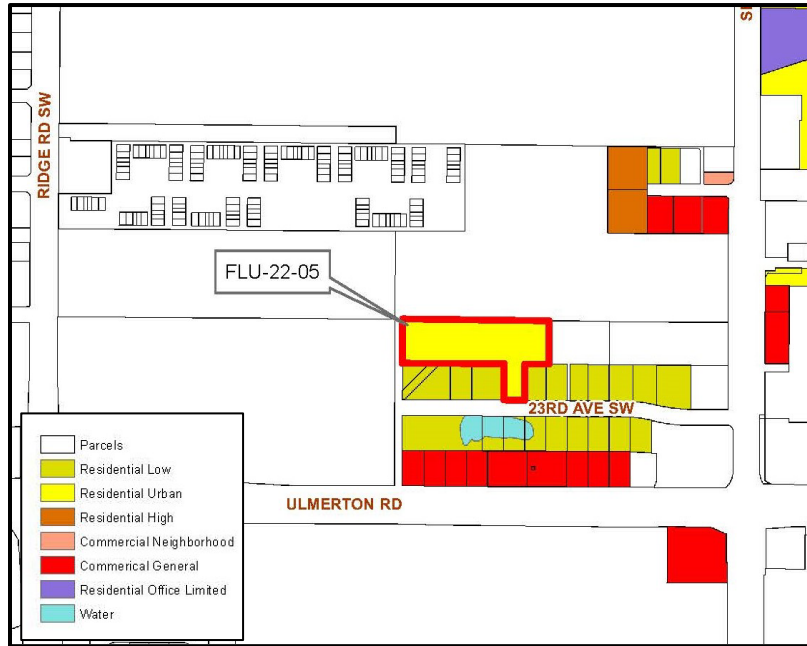 RIDGE RD SW
FLU-22-05
23RD AVE SW
ULMERTON RD
Parcels
Residential Low
Residential Urban
Residential High
Commercial Neighborhood
Commerical General
Residential Office Limited
Water